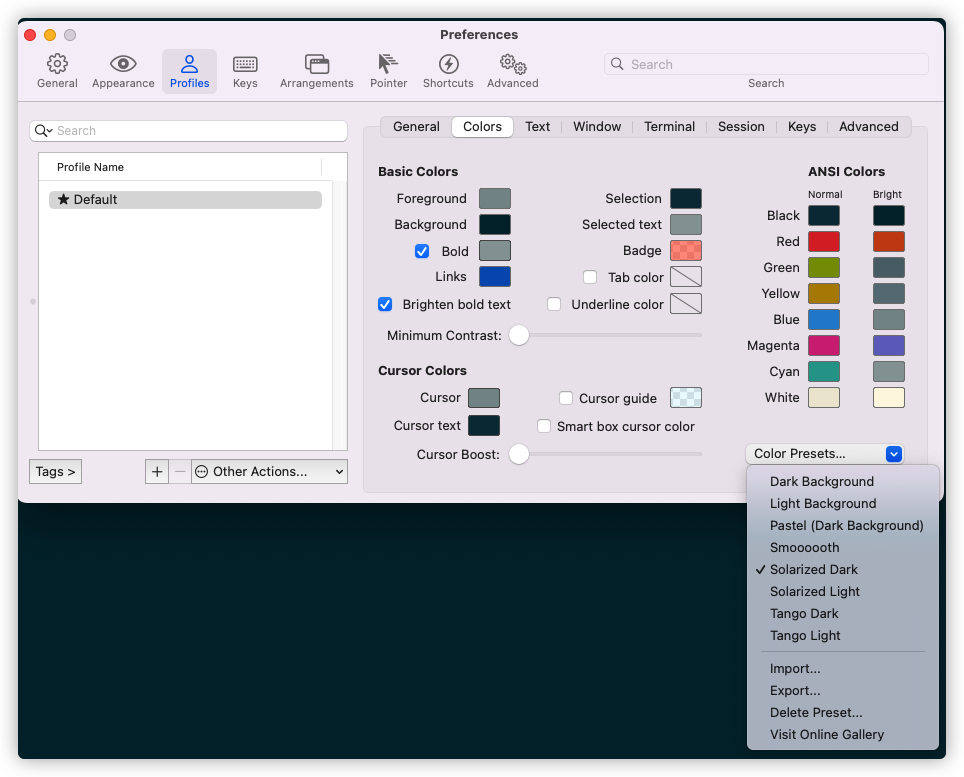 Preferences
General
Appearance
Profiles
Keys
Arrangements
Pointer
Shortcuts
Advanced
Search
Search
Search
Profile Name
★ Default
Tags >
+
−
Other Actions...
General
Colors
Text
Window
Terminal
Session
Keys
Advanced
Basic Colors
Foreground
Background
Bold
Links
Brighten bold text
Selection
Selected text
Badge
Tab color
Underline color
Minimum Contrast:
Cursor Colors
Cursor
Cursor text
Cursor guide
Smart box cursor color
Cursor Boost:
ANSI Colors
Normal
Bright
Black
Red
Green
Yellow
Blue
Magenta
Cyan
White
Color Presets...
Dark Background
Light Background
Pastel (Dark Background)
Smoooooth
✓ Solarized Dark
Solarized Light
Tango Dark
Tango Light
Import...
Export...
Delete Preset...
Visit Online Gallery